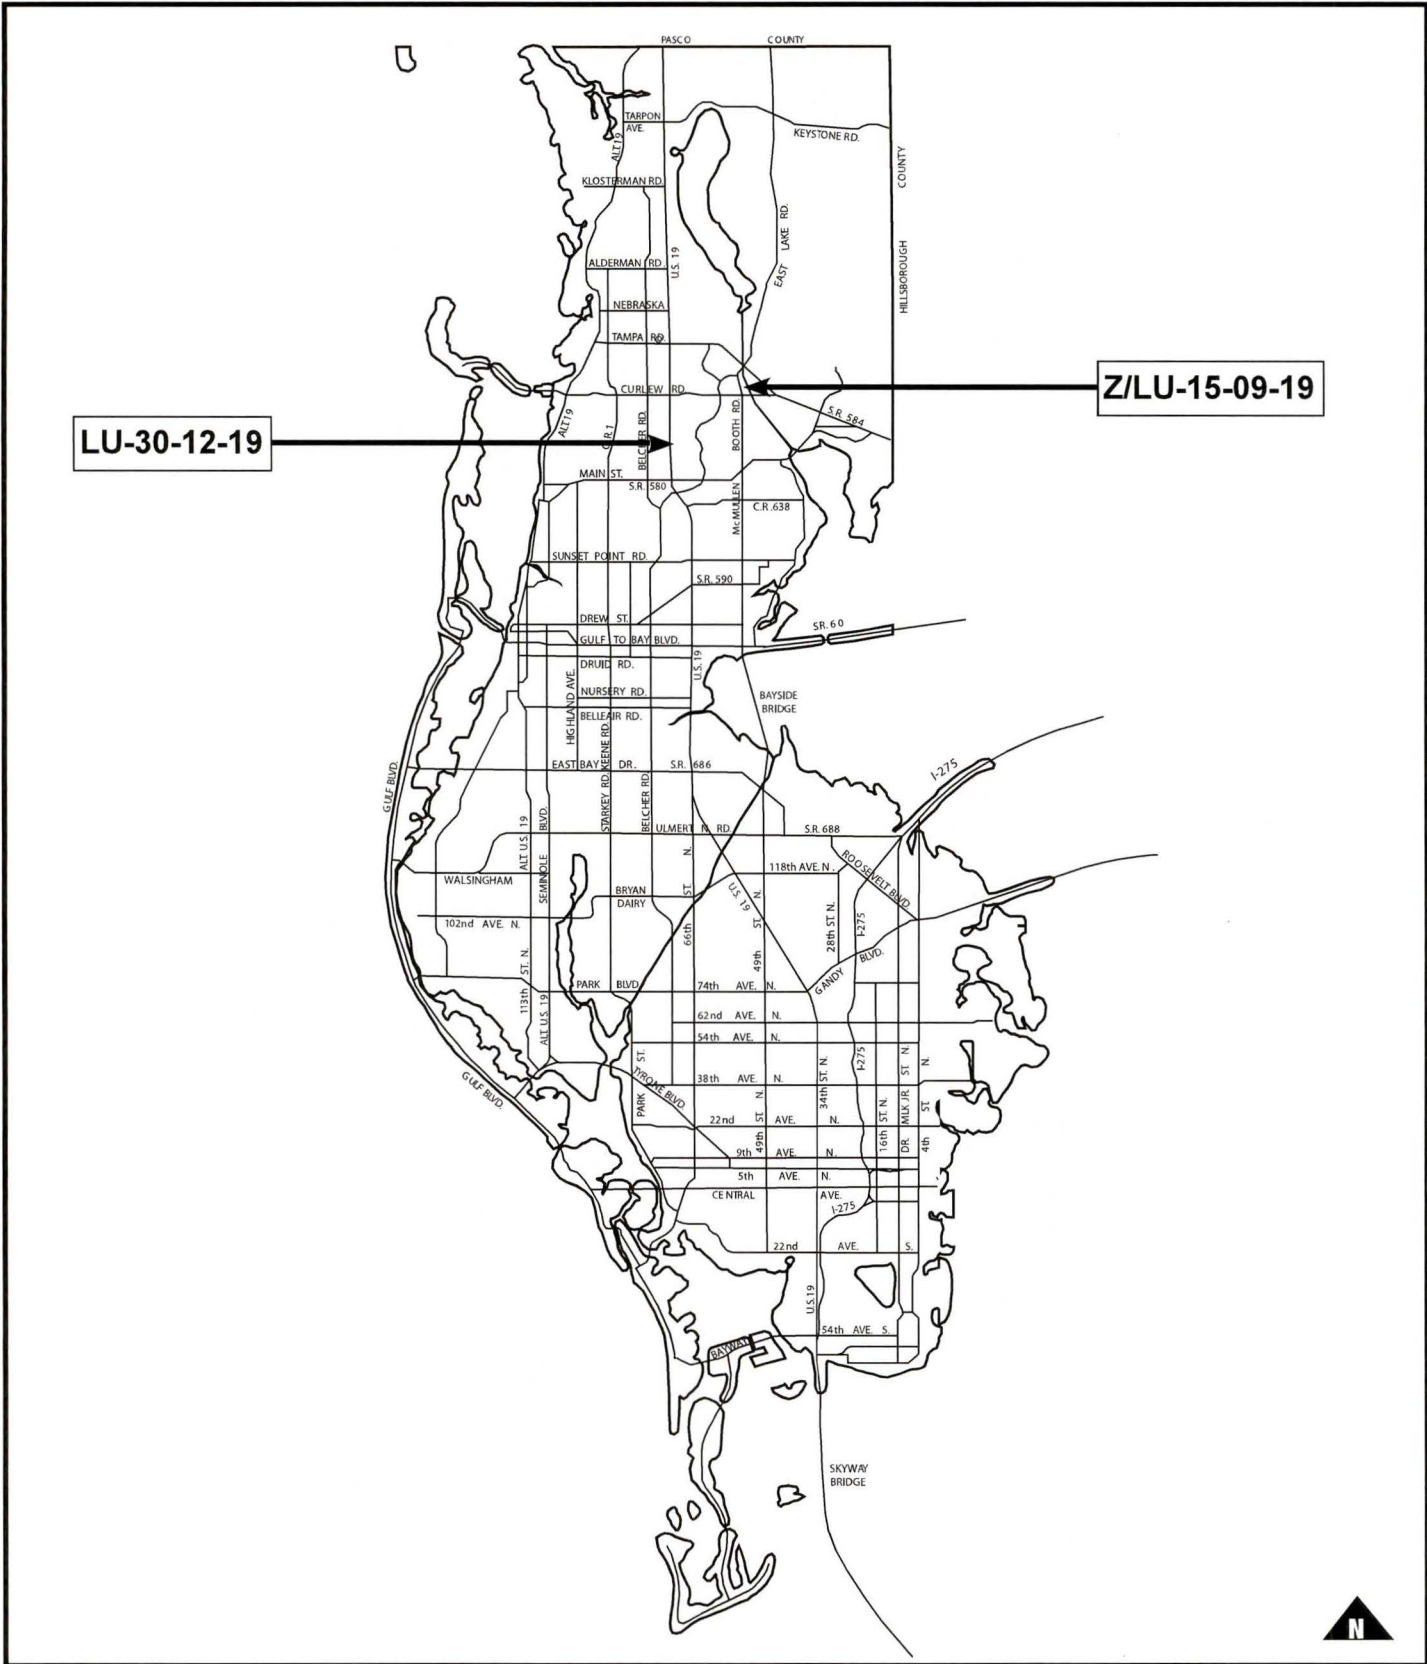 PASCO COUNTY
TARPON
AVE.
KEYSTONE RD.
ALT 19
COUNTY
KLOSTERMAN RD.
EAST LAKE RD.
HILLSBOROUGH
U.S. 19
ALDERMAN RD.
NEBRASKA
TAMPA RD.
CURLEW RD.
Z/LU-15-09-19
LU-30-12-19
ALT 19
C.R.1
BELCHER RD.
BOOTH RD.
S.R. 584
MAIN ST.
S.R. 580
McMULLEN
C.R.638
SUNSET POINT RD.
S.R. 590
DREW ST.
S.R. 60
GULF TO BAY BLVD.
DRUID RD.
U.S. 19
HIGHLAND AVE.
NURSERY RD.
BAYSIDE
BRIDGE
BELLEAIR RD.
KEENE RD.
EAST BAY DR. S.R. 686
GULF BLVD.
I-275
STARKEY RD.
BELCHER RD.
ALT U.S. 19
SEMINOLE BLVD.
ULMERT N RD.
S.R. 688
118th AVE. N.
ROOSEVELT BLVD.
WALSINGHAM
BRYAN
DAIRY
U.S. 19
102nd AVE. N.
66th ST. N.
49th ST. N.
28th ST. N.
I-275
GANDY BLVD.
113th ST. N.
ALT U.S. 19
PARK BLVD.
74th AVE. N.
62nd AVE. N.
54th AVE. N.
38th AVE. N.
PARK ST.
TYRONE BLVD.
GULF BLVD.
34th ST. N.
I-275
16th ST. N.
DR. MLK JR. ST N.
4th ST N.
22nd AVE. N.
49th ST N.
9th AVE. N.
5th AVE. N.
CENTRAL AVE.
I-275
22nd AVE. S.
U.S.19
54th AVE. S.
BAYWAY
SKYWAY
BRIDGE
N